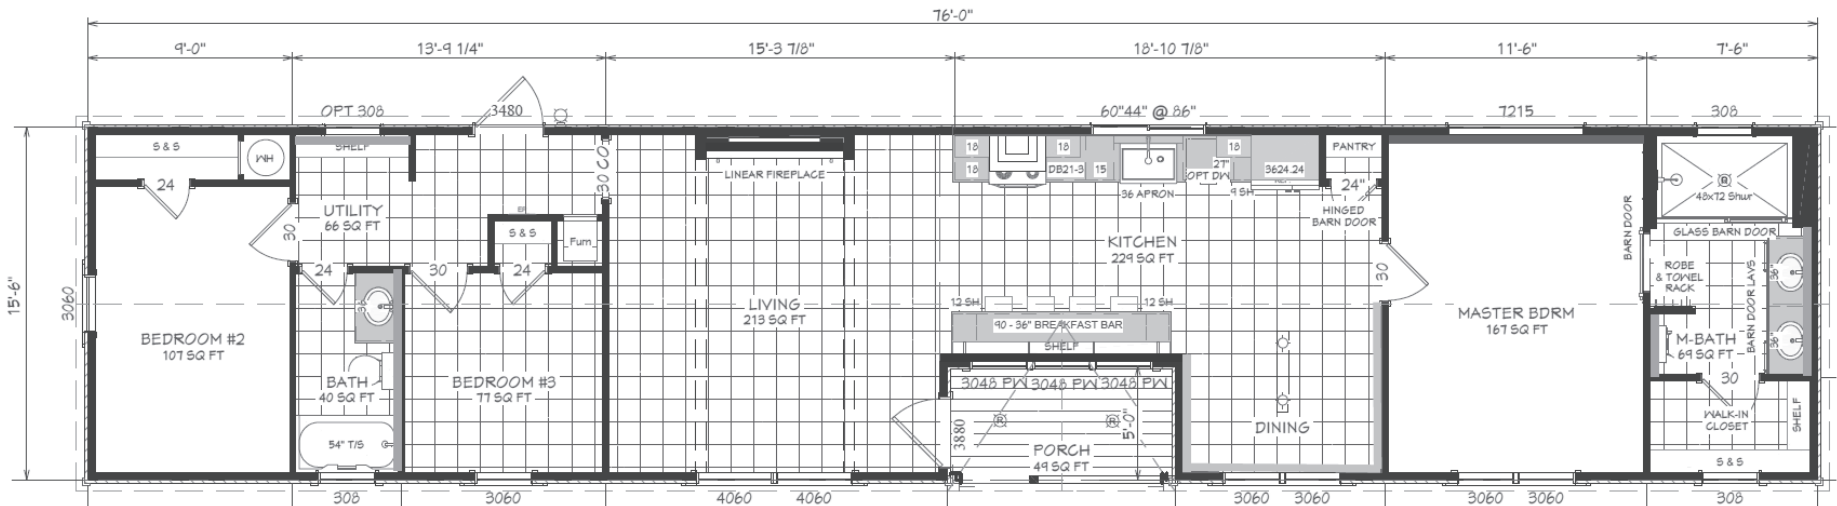 76'-0"
9'-0"
13'-9 1/4"
15'-3 7/8"
18'-10 7/8"
11'-6"
7'-6"
OPT 308
3480
60"44" @ 86"
7215
308
15'-6"
3060
S & S
WH
24
SHELF
UTILITY
66 SQ FT
30
24
30
S & S
24
Furn
30 CO
BEDROOM #2
107 SQ FT
BATH
40 SQ FT
54" T/S
BEDROOM #3
77 SQ FT
LINEAR FIREPLACE
LIVING
213 SQ FT
18
18
18
DB21-3
15
36 APRON
27"
OPT DW
18
3624.24
9 SH
PANTRY
24"
HINGED
BARN DOOR
KITCHEN
229 SQ FT
12 SH
12 SH
90 - 36" BREAKFAST BAR
SHELF
3048 PW
3048 PW
3048 PW
3880
5'-0"
PORCH
49 SQ FT
DINING
30
MASTER BDRM
167 SQ FT
BARN DOOR
48x72 Shwr
GLASS BARN DOOR
ROBE
& TOWEL
RACK
BARN DOOR LAVS
36"
36"
M-BATH
69 SQ FT
30
WALK-IN
CLOSET
SHELF
S & S
308
3060
4060
4060
3060
3060
3060
3060
308